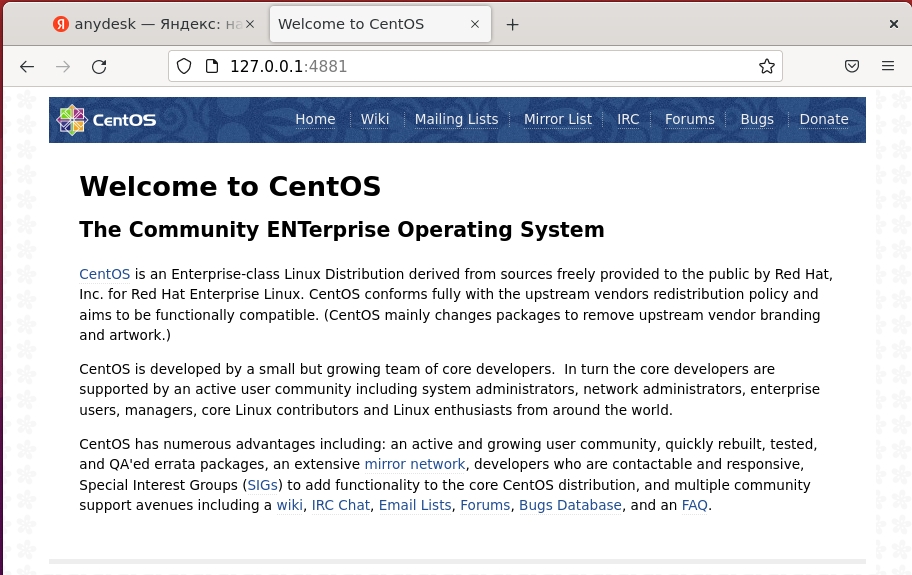 anydesk — Яндекс: на
Welcome to CentOS
127.0.0.1:4881
CentOS Home Wiki Mailing Lists Mirror List IRC Forums Bugs Donate
Welcome to CentOS
The Community ENTerprise Operating System
CentOS is an Enterprise-class Linux Distribution derived from sources freely provided to the public by Red Hat,
Inc. for Red Hat Enterprise Linux. CentOS conforms fully with the upstream vendors redistribution policy and
aims to be functionally compatible. (CentOS mainly changes packages to remove upstream vendor branding
and artwork.)
CentOS is developed by a small but growing team of core developers.  In turn the core developers are
supported by an active user community including system administrators, network administrators, enterprise
users, managers, core Linux contributors and Linux enthusiasts from around the world.
CentOS has numerous advantages including: an active and growing user community, quickly rebuilt, tested,
and QA'ed errata packages, an extensive mirror network, developers who are contactable and responsive,
Special Interest Groups (SIGs) to add functionality to the core CentOS distribution, and multiple community
support avenues including a wiki, IRC Chat, Email Lists, Forums, Bugs Database, and an FAQ.